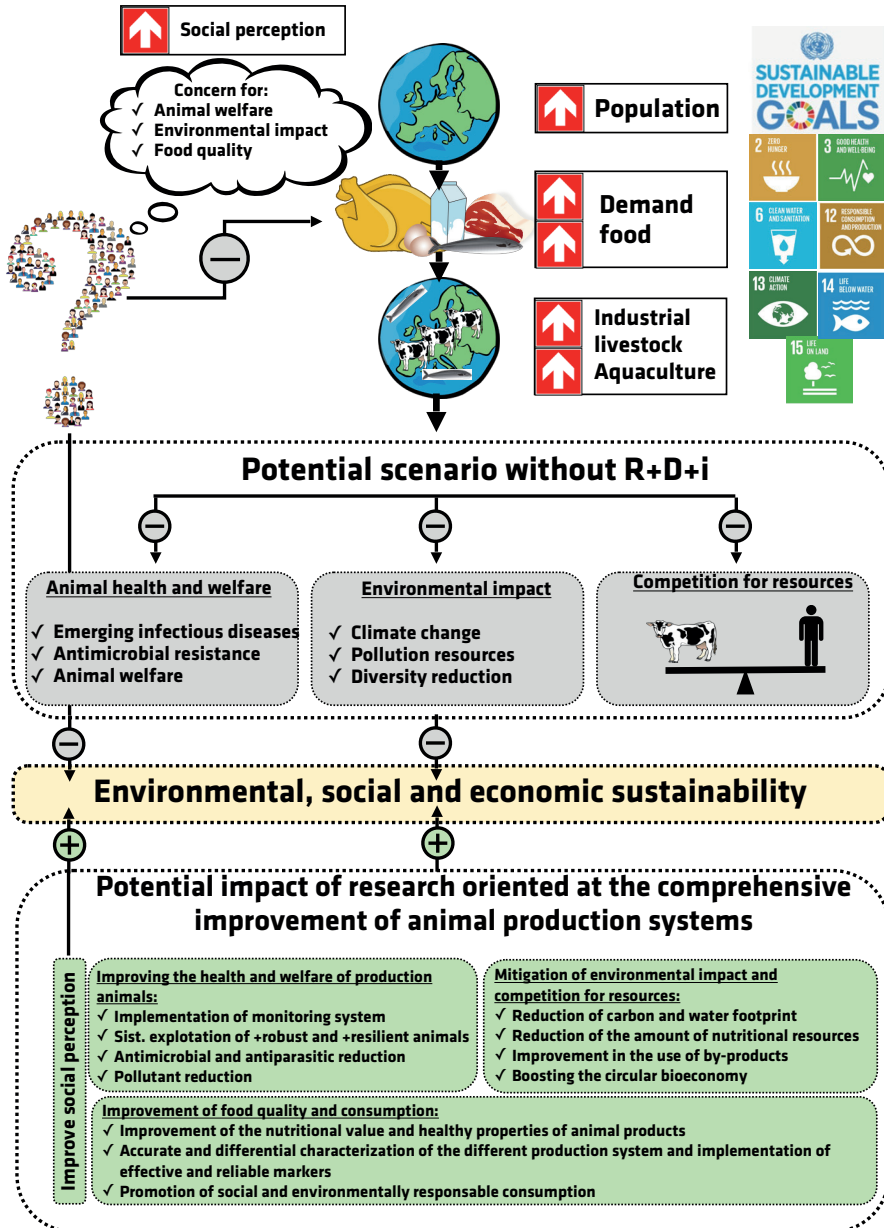 Social perception
Concern for:
✓ Animal welfare
✓ Environmental impact
✓ Food quality
Population
Demand
food
Industrial
livestock
Aquaculture
SUSTAINABLE
DEVELOPMENT
GOALS
2 ZERO
HUNGER
3 GOOD HEALTH
AND WELL-BEING
6 CLEAN WATER
AND SANITATION
12 RESPONSIBLE
CONSUMPTION
AND PRODUCTION
13 CLIMATE
ACTION
14 LIFE
BELOW WATER
15 LIFE
ON LAND
Potential scenario without R+D+i
Animal health and welfare
✓ Emerging infectious diseases
✓ Antimicrobial resistance
✓ Animal welfare
Environmental impact
✓ Climate change
✓ Pollution resources
✓ Diversity reduction
Competition for resources
Environmental, social and economic sustainability
Potential impact of research oriented at the comprehensive
improvement of animal production systems
Improve social perception
Improving the health and welfare of production
animals:
✓ Implementation of monitoring system
✓ Sist. explotation of +robust and +resilient animals
✓ Antimicrobial and antiparasitic reduction
✓ Pollutant reduction
Mitigation of environmental impact and
competition for resources:
✓ Reduction of carbon and water footprint
✓ Reduction of the amount of nutritional resources
✓ Improvement in the use of by-products
✓ Boosting the circular bioeconomy
Improvement of food quality and consumption:
✓ Improvement of the nutritional value and healthy properties of animal products
✓ Accurate and differential characterization of the different production system and implementation of
effective and reliable markers
✓ Promotion of social and environmentally responsable consumption